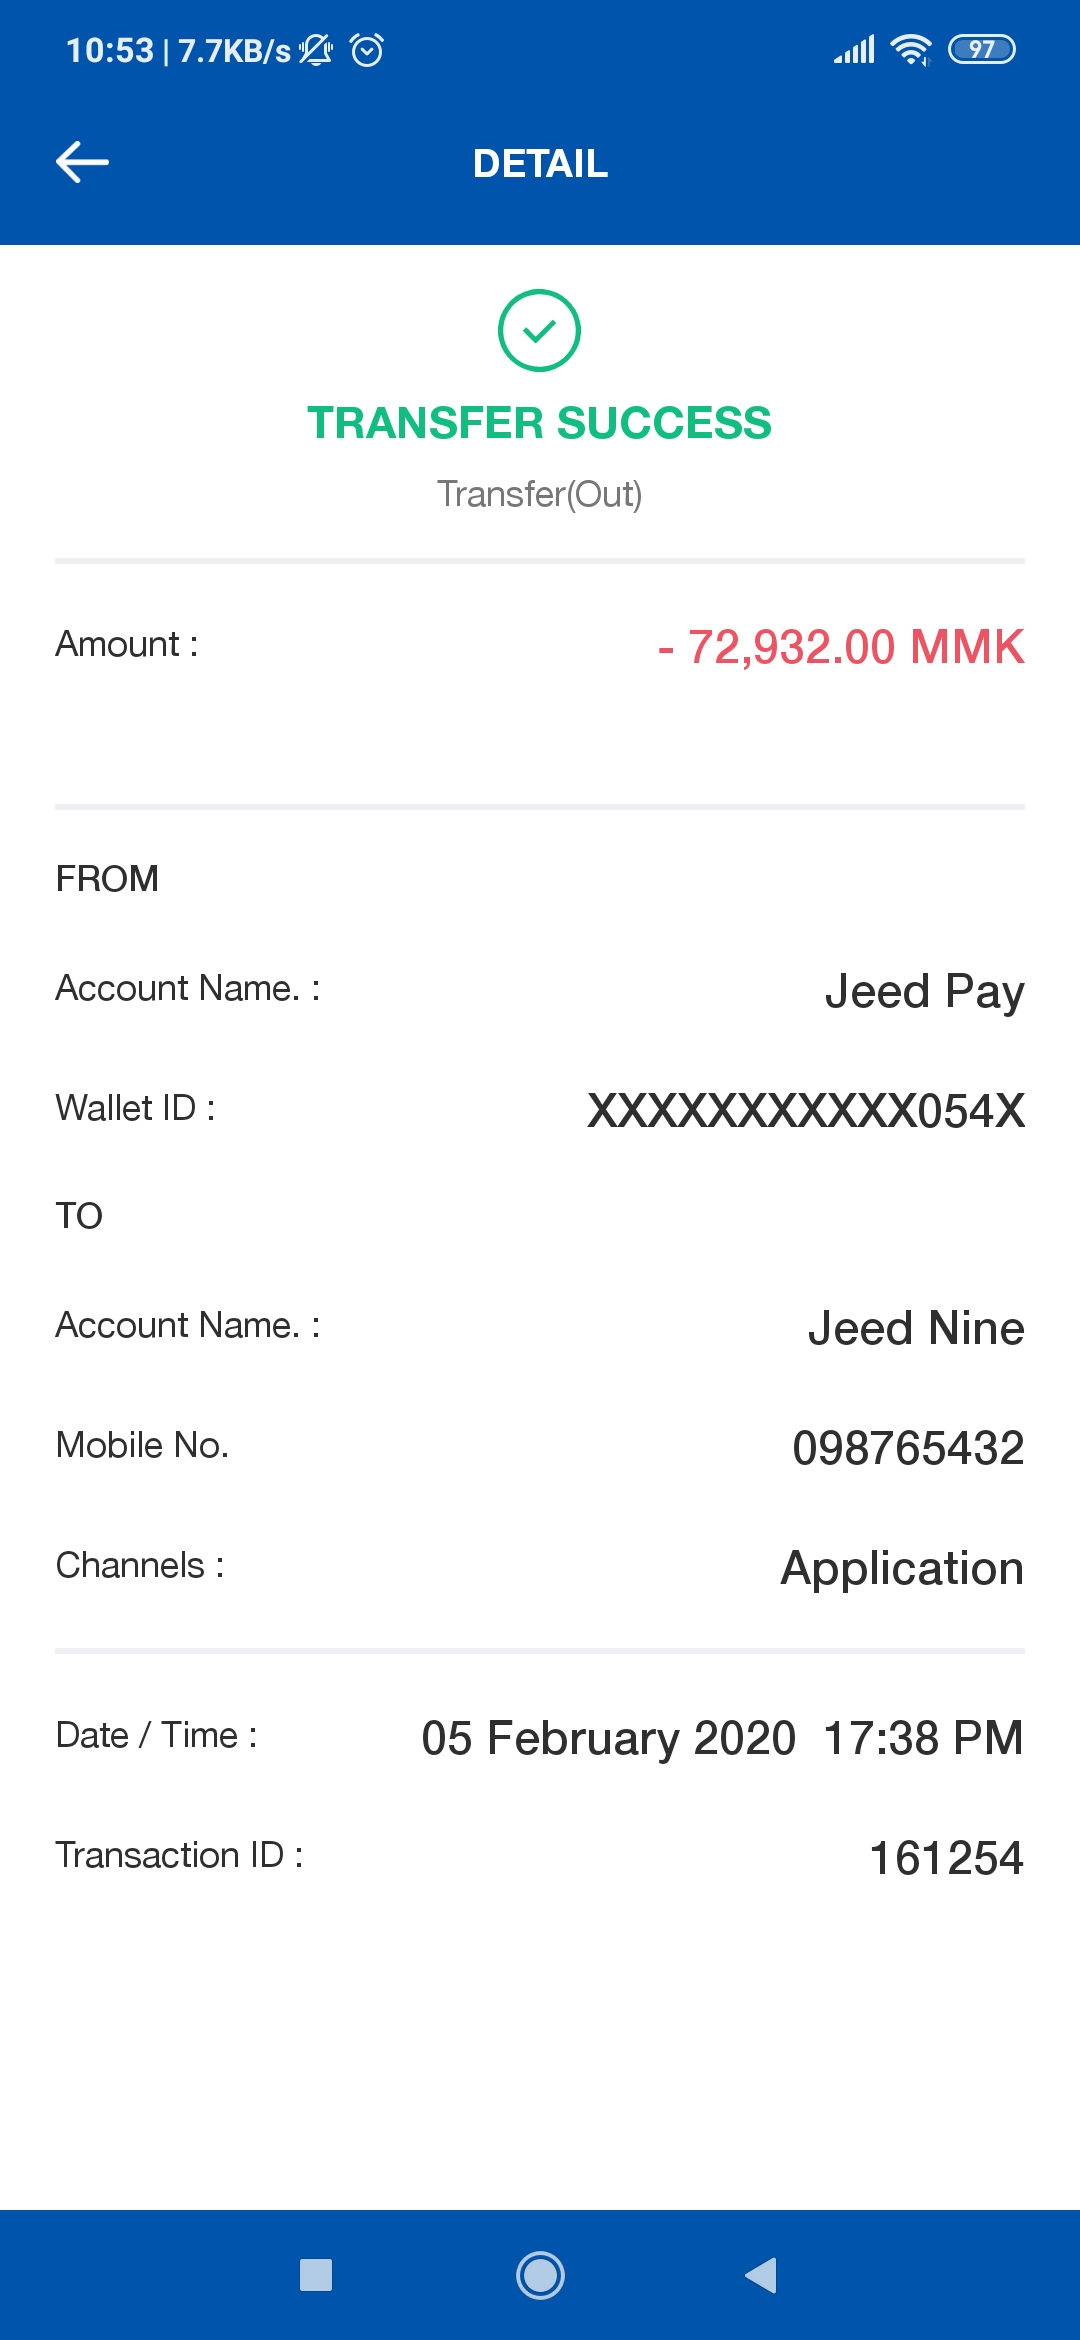 10:53 | 7.7KB/s 97
DETAIL
TRANSFER SUCCESS
Transfer(Out)
Amount : - 72,932.00 MMK
FROM
Account Name. : Jeed Pay
Wallet ID : XXXXXXXXXXX054X
TO
Account Name. : Jeed Nine
Mobile No. 098765432
Channels : Application
Date / Time : 05 February 2020 17:38 PM
Transaction ID : 161254